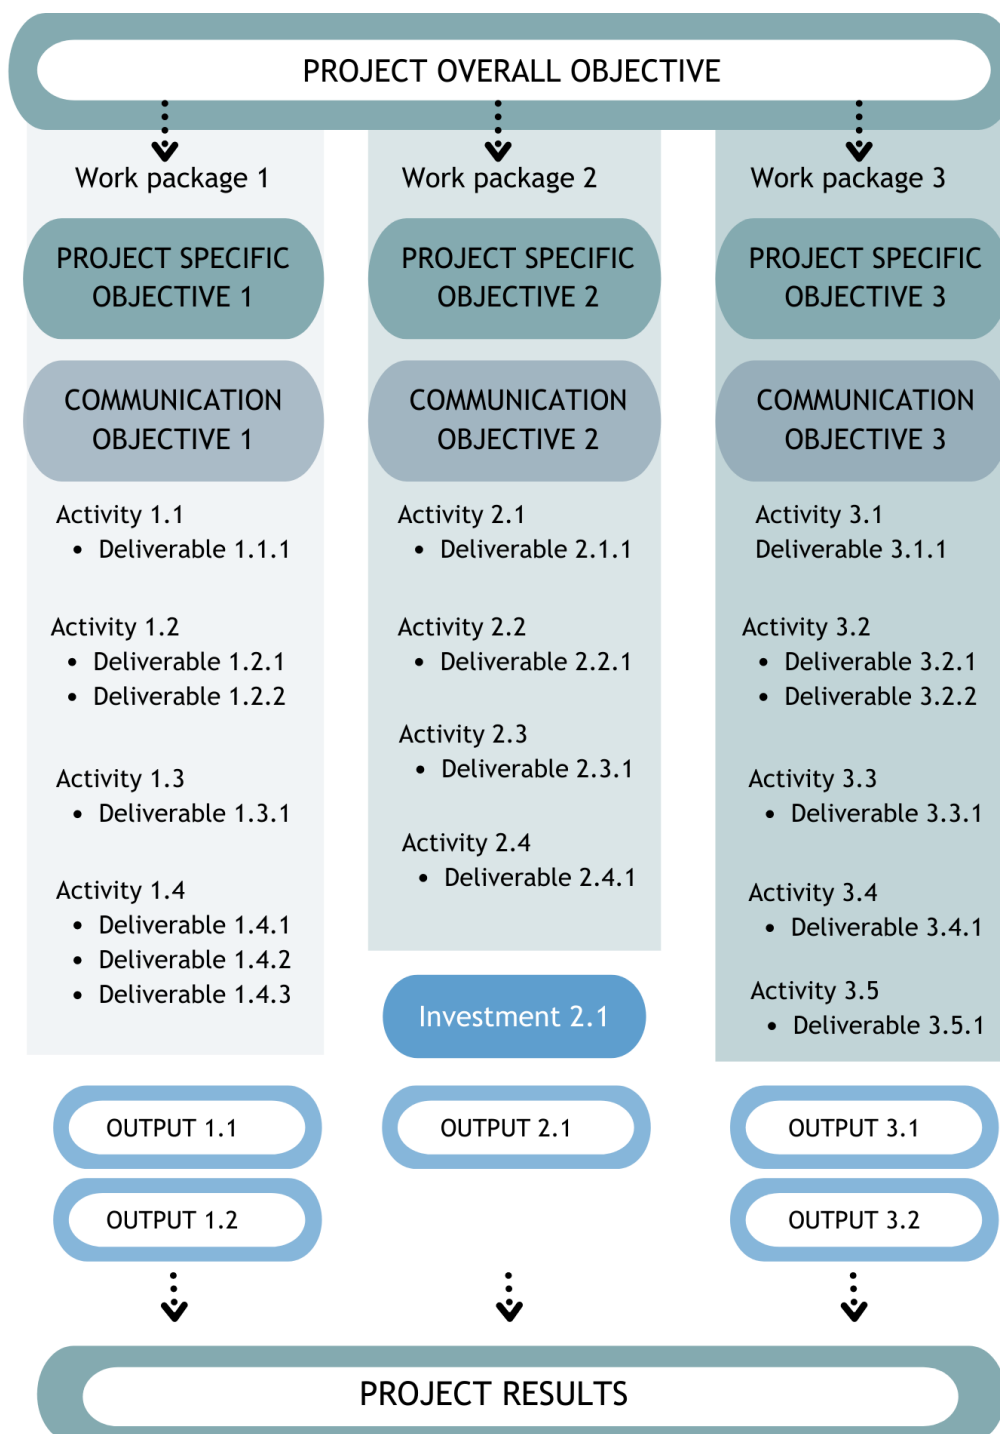 PROJECT OVERALL OBJECTIVE
Work package 1
PROJECT SPECIFIC
OBJECTIVE 1
COMMUNICATION
OBJECTIVE 1
Activity 1.1
• Deliverable 1.1.1
Activity 1.2
• Deliverable 1.2.1
• Deliverable 1.2.2
Activity 1.3
• Deliverable 1.3.1
Activity 1.4
• Deliverable 1.4.1
• Deliverable 1.4.2
• Deliverable 1.4.3
OUTPUT 1.1
OUTPUT 1.2
Work package 2
PROJECT SPECIFIC
OBJECTIVE 2
COMMUNICATION
OBJECTIVE 2
Activity 2.1
• Deliverable 2.1.1
Activity 2.2
• Deliverable 2.2.1
Activity 2.3
• Deliverable 2.3.1
Activity 2.4
• Deliverable 2.4.1
Investment 2.1
OUTPUT 2.1
Work package 3
PROJECT SPECIFIC
OBJECTIVE 3
COMMUNICATION
OBJECTIVE 3
Activity 3.1
Deliverable 3.1.1
Activity 3.2
• Deliverable 3.2.1
• Deliverable 3.2.2
Activity 3.3
• Deliverable 3.3.1
Activity 3.4
• Deliverable 3.4.1
Activity 3.5
• Deliverable 3.5.1
OUTPUT 3.1
OUTPUT 3.2
PROJECT RESULTS